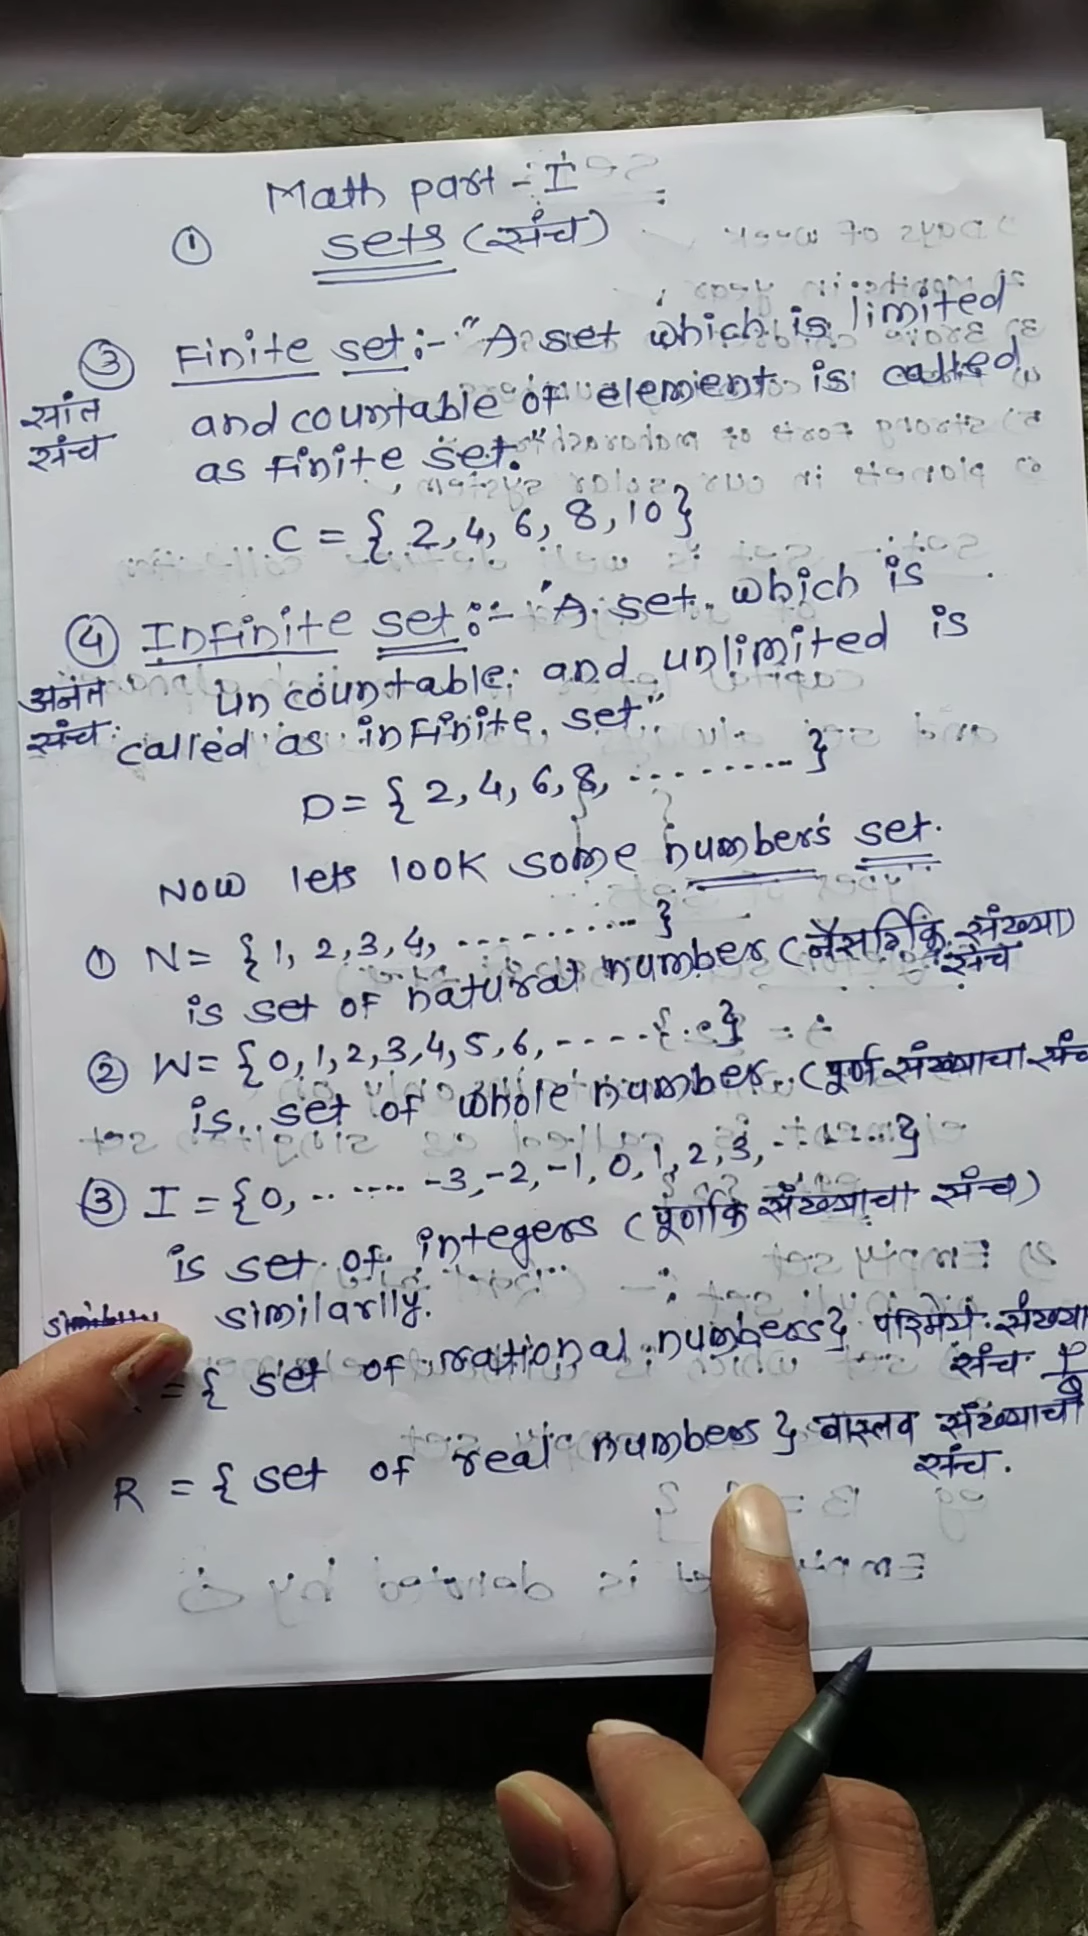 Math part - I
① sets (संच)
③ Finite set :- "A set which is limited
सांत संच
and countable of element is called
as finite set."
C = { 2, 4, 6, 8, 10 }
④ Infinite set :- "A set which is
अनंत संच
uncountable and unlimited is
called as infinite set."
D = { 2, 4, 6, 8, .......... }
Now lets look some numbers set.
① N = { 1, 2, 3, 4, ........... }
is set of natural number (नैसर्गिक संख्या संच
② W = {0, 1, 2, 3, 4, 5, 6, ........ }
is set of whole number. (पूर्ण संख्याचा संच
③ I = {0, ........ -3, -2, -1, 0, 1, 2, 3, ........}
is set of integers (पूर्णांक संख्याचा संच)
similarlly.
= { set of rational numbers} परिमेय संख्या
संच
R = { set of real numbers } वास्तव संख्याचा
संच.